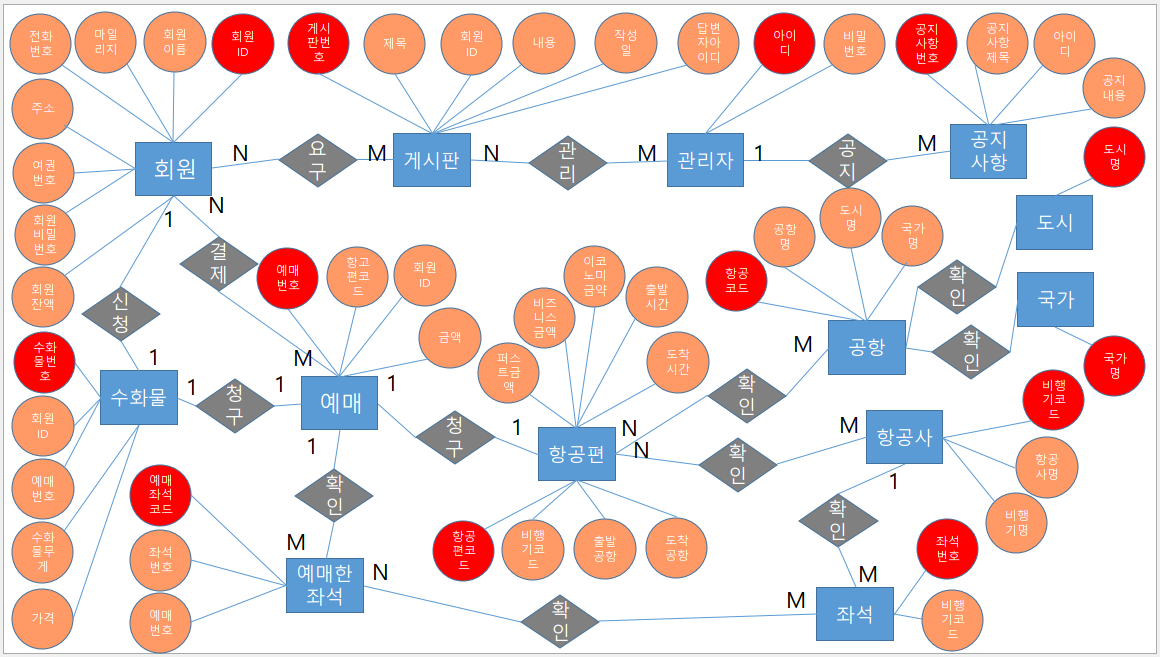 전화
번호
마일
리지
회원
이름
회원
ID
게시
판번
호
제목
회원
ID
내용
작성
일
답변
자아
이디
아이
디
비밀
번호
공지
사항
번호
공지
사항
제목
아이
디
공지
내용
주소
회원
N
요
구
M
게시판
N
관
리
M
관리자
1
공
지
M
공지
사항
도시
명
여권
번호
회원
비밀
번호
1
N
결
제
예매
번호
항고
편코
드
회원
ID
공항
명
도시
명
국가
명
도시
항공
코드
확
인
국가
회원
잔액
신
청
1
금액
비즈
니스
금액
이코
노미
금약
출발
시간
도착
시간
M
공항
확
인
국가
명
수화
물번
호
수화물
1
청
구
1
M
예매
1
퍼스
트금
액
확
인
비행
기코
드
회원
ID
1
청
구
1
항공편
N
N
확
인
M
항공사
항공
사명
비행
기명
예매
번호
예매
좌석
코드
확
인
1
확
인
수화
물무
게
좌석
번호
M
예매한
좌석
N
항공
편코
드
비행
기코
드
출발
공항
도착
공항
M
좌석
번호
가격
예매
번호
확
인
M
좌석
비행
기코
드